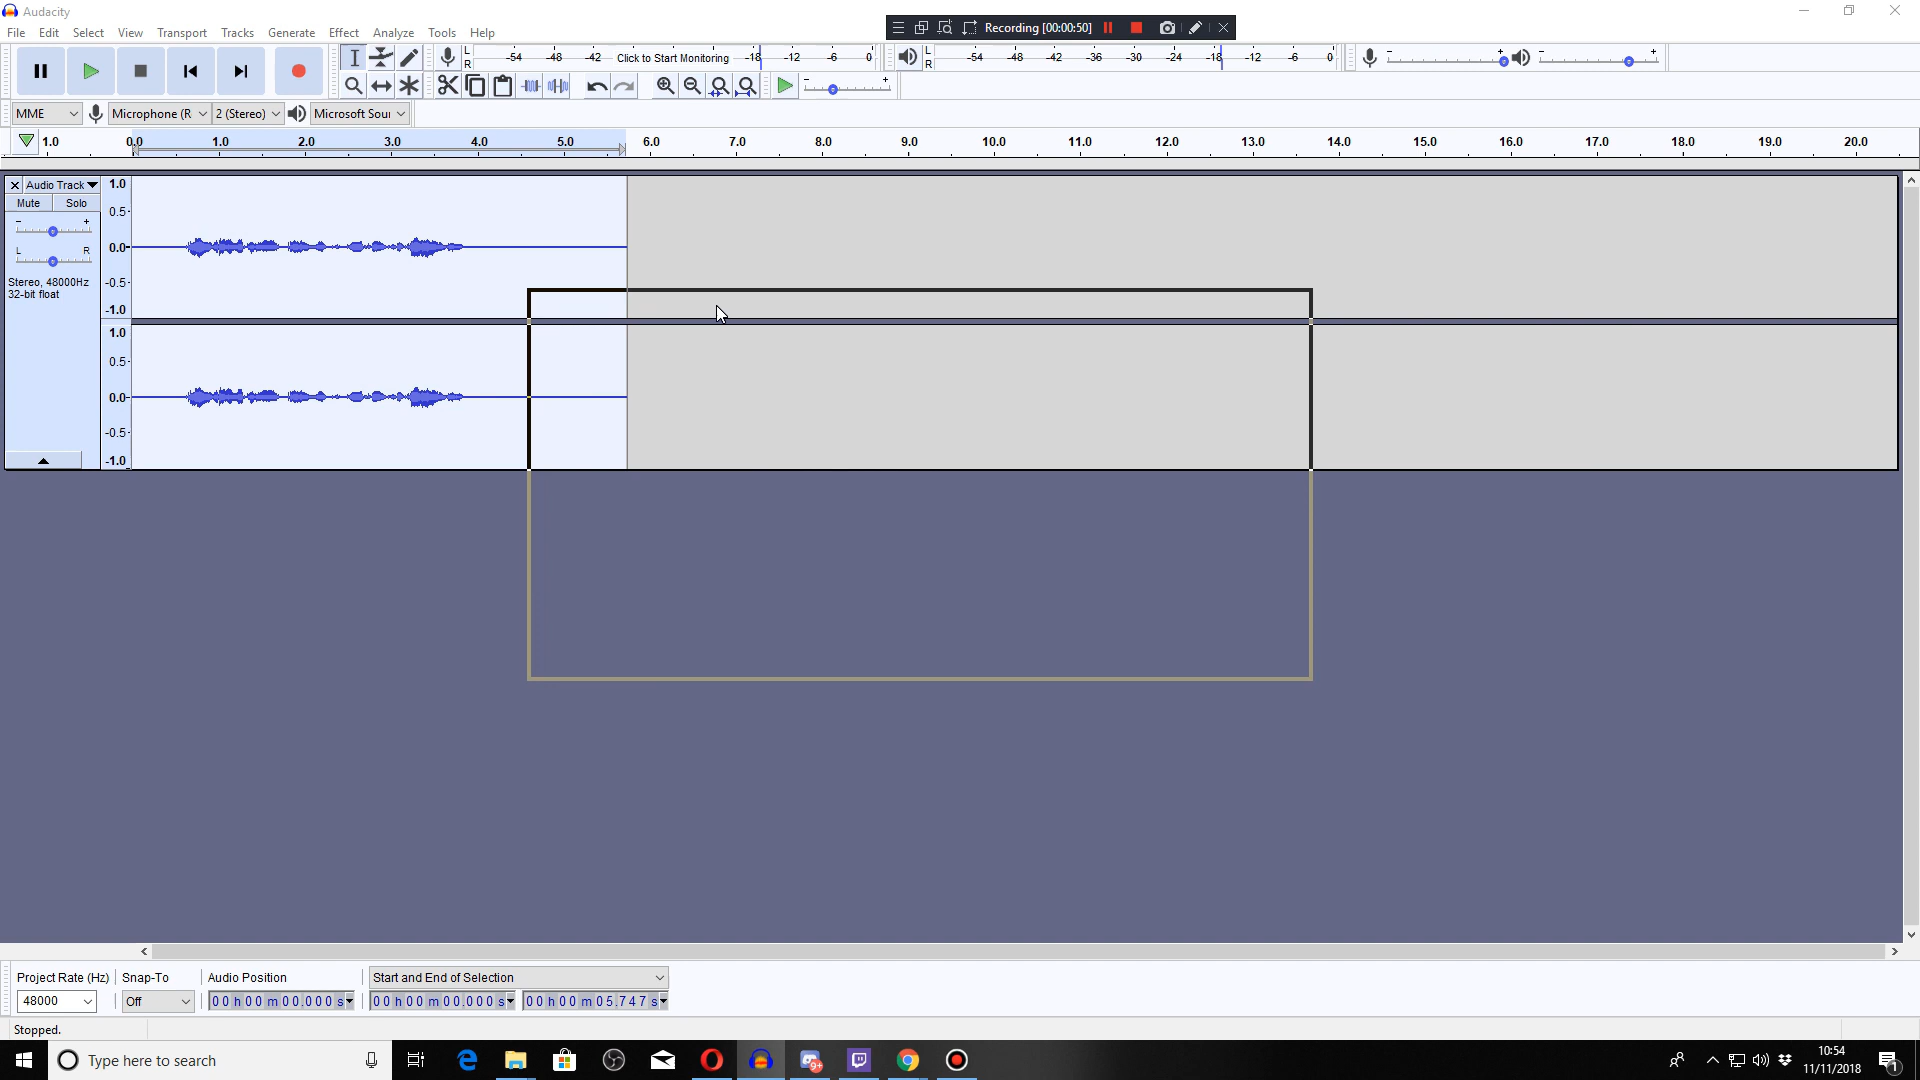 Audacity
File Edit Select View Transport Tracks Generate Effect Analyze Tools Help
Recording [00:00:50]
L
R
-54 -48 -42 Click to Start Monitoring -18 -12 -6 0
L
R
-54 -48 -42 -36 -30 -24 -18 -12 -6 0
- +
- +
- +
MME
Microphone (R
2 (Stereo)
Microsoft Soun
1.0 0.0 1.0 2.0 3.0 4.0 5.0 6.0 7.0 8.0 9.0 10.0 11.0 12.0 13.0 14.0 15.0 16.0 17.0 18.0 19.0 20.0
Audio Track
Mute Solo
- +
L R
Stereo, 48000Hz
32-bit float
1.0
0.5
0.0
-0.5
-1.0
1.0
0.5
0.0
-0.5
-1.0
Project Rate (Hz) Snap-To Audio Position Start and End of Selection
48000 Off 00 h 00 m 00.000 s 00 h 00 m 00.000 s 00 h 00 m 05.747 s
Stopped.
Type here to search
9+
10:54
11/11/2018
1